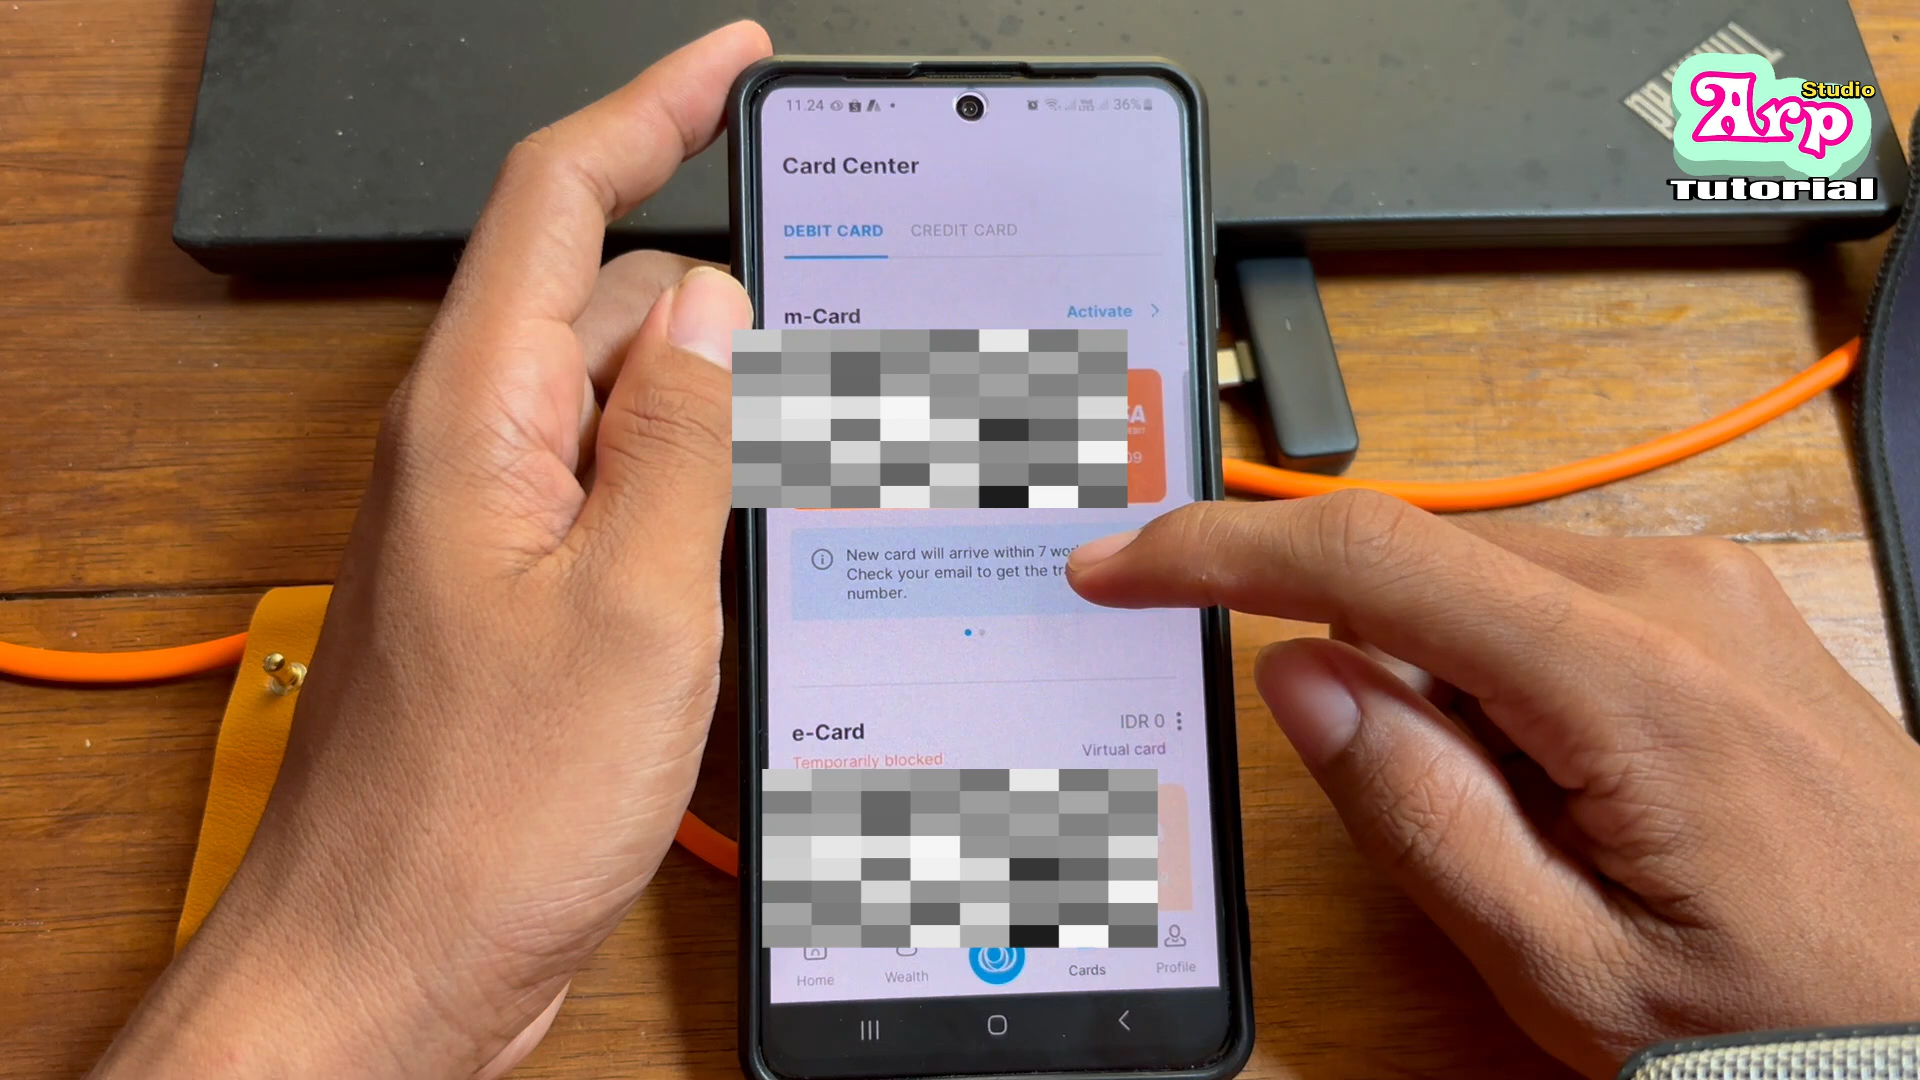 Studio
Arp
Tutorial
11.24
36%
Card Center
DEBIT CARD CREDIT CARD
m-Card
Activate
09
New card will arrive within 7
Check your email to get the
number.
e-Card
IDR 0
Temporarily blocked
Virtual card
Home
Wealth
Cards
Profile